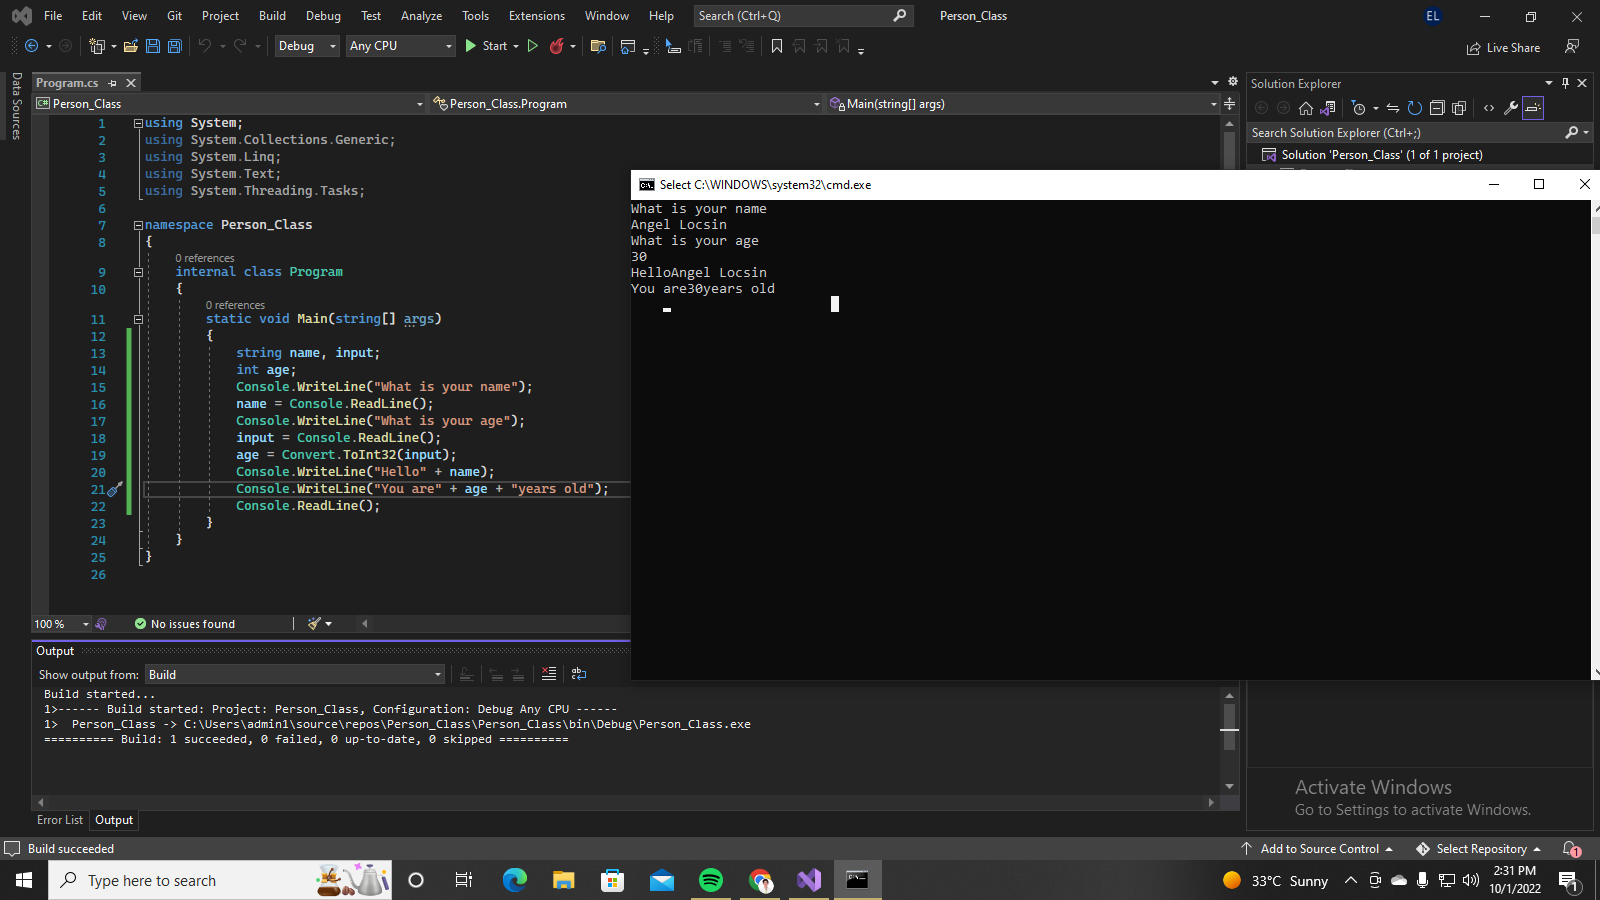 File Edit View Git Project Build Debug Test Analyze Tools Extensions Window Help Search (Ctrl+Q) Person_Class EL
Debug Any CPU Start Live Share
Data Sources
Program.cs
Person_Class Person_Class.Program Main(string[] args)
1 using System;
2 using System.Collections.Generic;
3 using System.Linq;
4 using System.Text;
5 using System.Threading.Tasks;
6
7 namespace Person_Class
8 {
0 references
9 internal class Program
10 {
0 references
11 static void Main(string[] args)
12 {
13 string name, input;
14 int age;
15 Console.WriteLine("What is your name");
16 name = Console.ReadLine();
17 Console.WriteLine("What is your age");
18 input = Console.ReadLine();
19 age = Convert.ToInt32(input);
20 Console.WriteLine("Hello" + name);
21 Console.WriteLine("You are" + age + "years old");
22 Console.ReadLine();
23 }
24 }
25 }
26
100 % No issues found
Solution Explorer
Search Solution Explorer (Ctrl+;)
Solution 'Person_Class' (1 of 1 project)
Select C:\WINDOWS\system32\cmd.exe
What is your name
Angel Locsin
What is your age
30
HelloAngel Locsin
You are30years old
Output
Show output from: Build
Build started...
1>------ Build started: Project: Person_Class, Configuration: Debug Any CPU ------
1> Person_Class -> C:\Users\admin1\source\repos\Person_Class\Person_Class\bin\Debug\Person_Class.exe
========== Build: 1 succeeded, 0 failed, 0 up-to-date, 0 skipped ==========
Error List Output
Activate Windows
Go to Settings to activate Windows.
Build succeeded Add to Source Control Select Repository 1
Type here to search 33°C Sunny 2:31 PM
10/1/2022 1